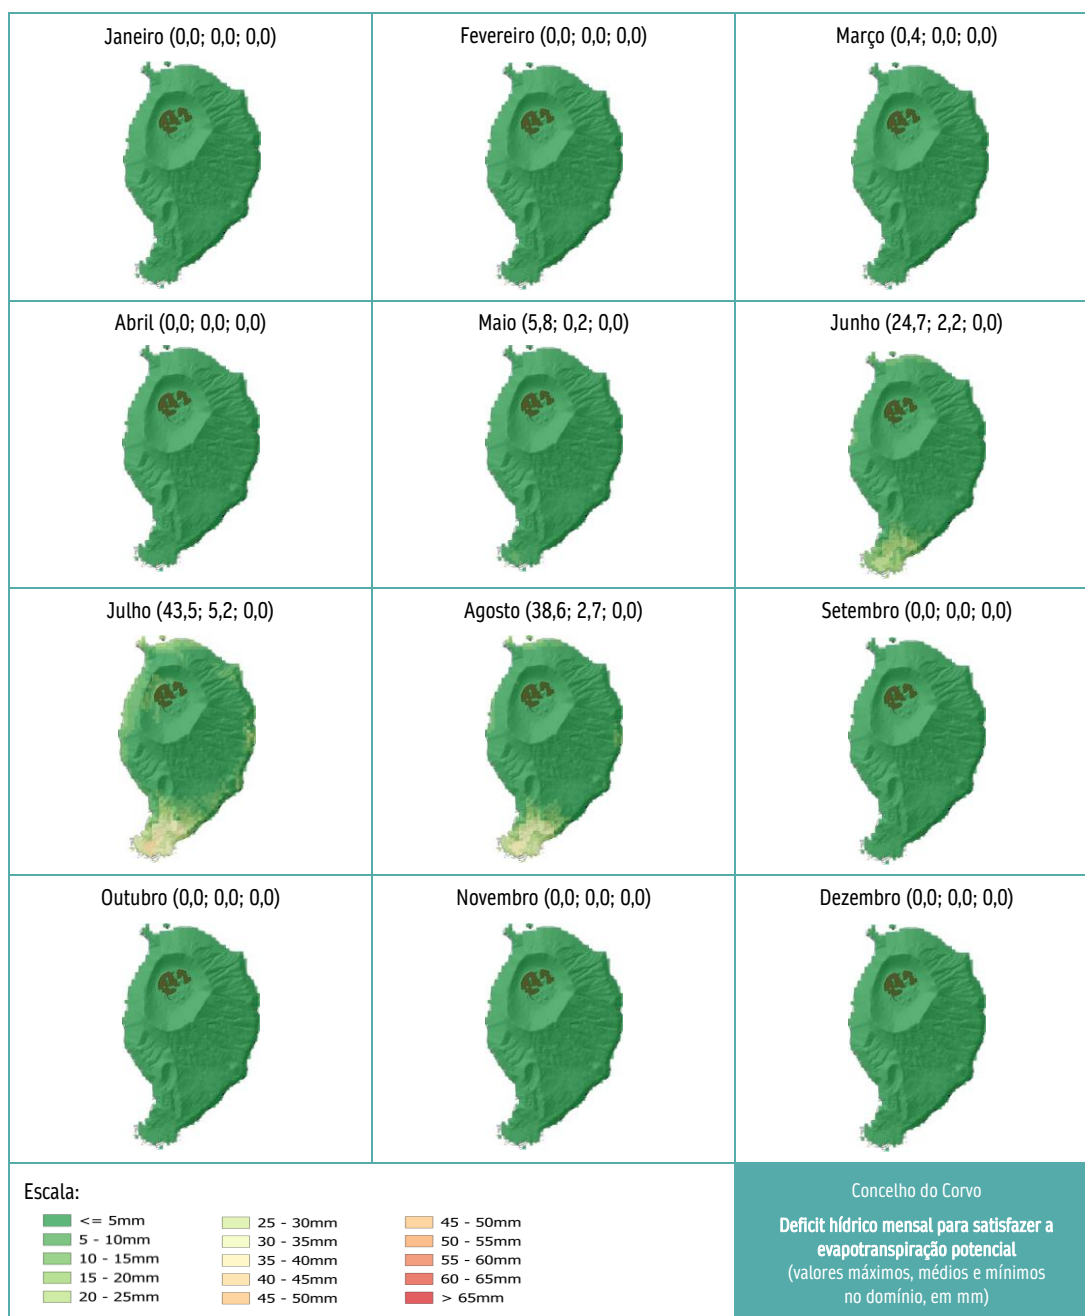 Janeiro (0,0; 0,0; 0,0)
Fevereiro (0,0; 0,0; 0,0)
Março (0,4; 0,0; 0,0)
Abril (0,0; 0,0; 0,0)
Maio (5,8; 0,2; 0,0)
Junho (24,7; 2,2; 0,0)
Julho (43,5; 5,2; 0,0)
Agosto (38,6; 2,7; 0,0)
Setembro (0,0; 0,0; 0,0)
Outubro (0,0; 0,0; 0,0)
Novembro (0,0; 0,0; 0,0)
Dezembro (0,0; 0,0; 0,0)
Escala:
<= 5mm
5 - 10mm
10 - 15mm
15 - 20mm
20 - 25mm
25 - 30mm
30 - 35mm
35 - 40mm
40 - 45mm
45 - 50mm
45 - 50mm
50 - 55mm
55 - 60mm
60 - 65mm
> 65mm
Concelho do Corvo
Deficit hídrico mensal para satisfazer a
evapotranspiração potencial
(valores máximos, médios e mínimos
no domínio, em mm)